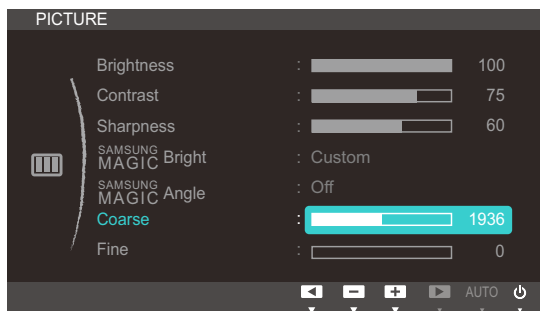 PICTURE
Brightness : 100
Contrast : 75
Sharpness : 60
SAMSUNG MAGIC Bright : Custom
SAMSUNG MAGIC Angle : Off
Coarse : 1936
Fine : 0
AUTO